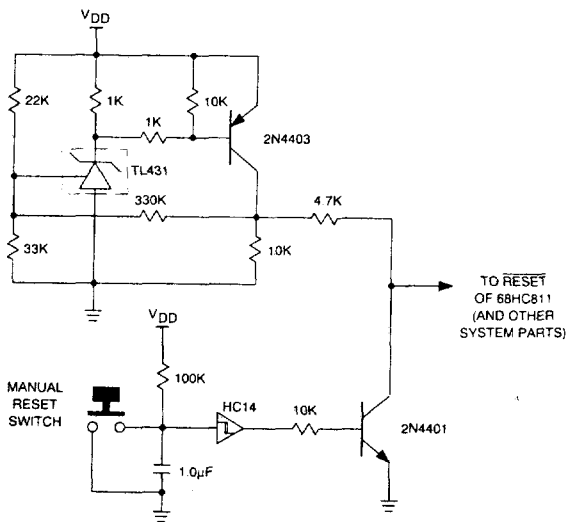 VDD
22K
1K
10K
1K
2N4403
TL431
330K
4.7K
33K
10K
TO RESET
OF 68HC811
(AND OTHER
SYSTEM PARTS)
VDD
100K
MANUAL
RESET
SWITCH
HC14
10K
2N4401
1.0µF